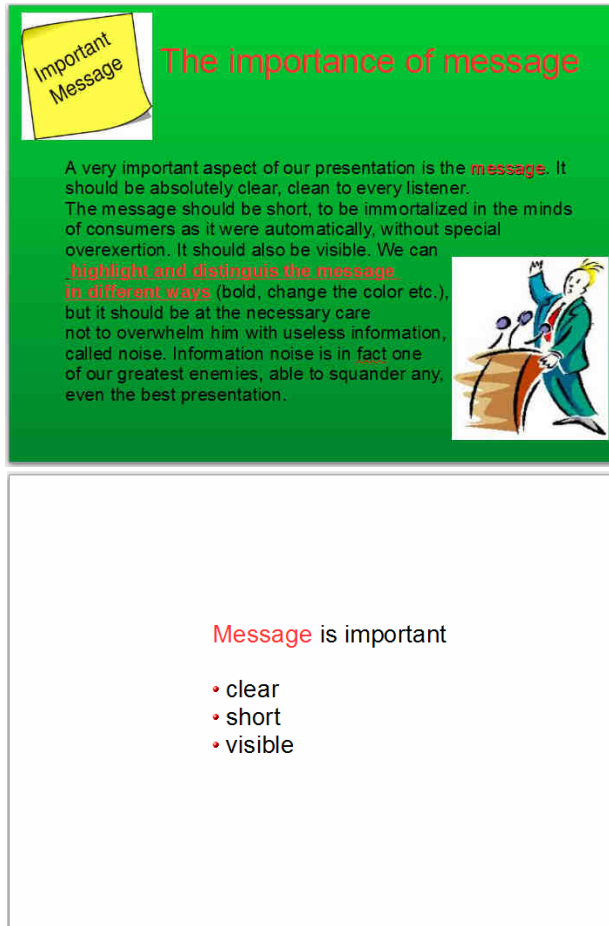 Important
Message
The importance of message
A very important aspect of our presentation is the message. It
should be absolutely clear, clean to every listener.
The message should be short, to be immortalized in the minds
of consumers as it were automatically, without special
overexertion. It should also be visible. We can
highlight and distinguis the message
in different ways (bold, change the color etc.),
but it should be at the necessary care
not to overwhelm him with useless information,
called noise. Information noise is in fact one
of our greatest enemies, able to squander any,
even the best presentation.
Message is important
• clear
• short
• visible